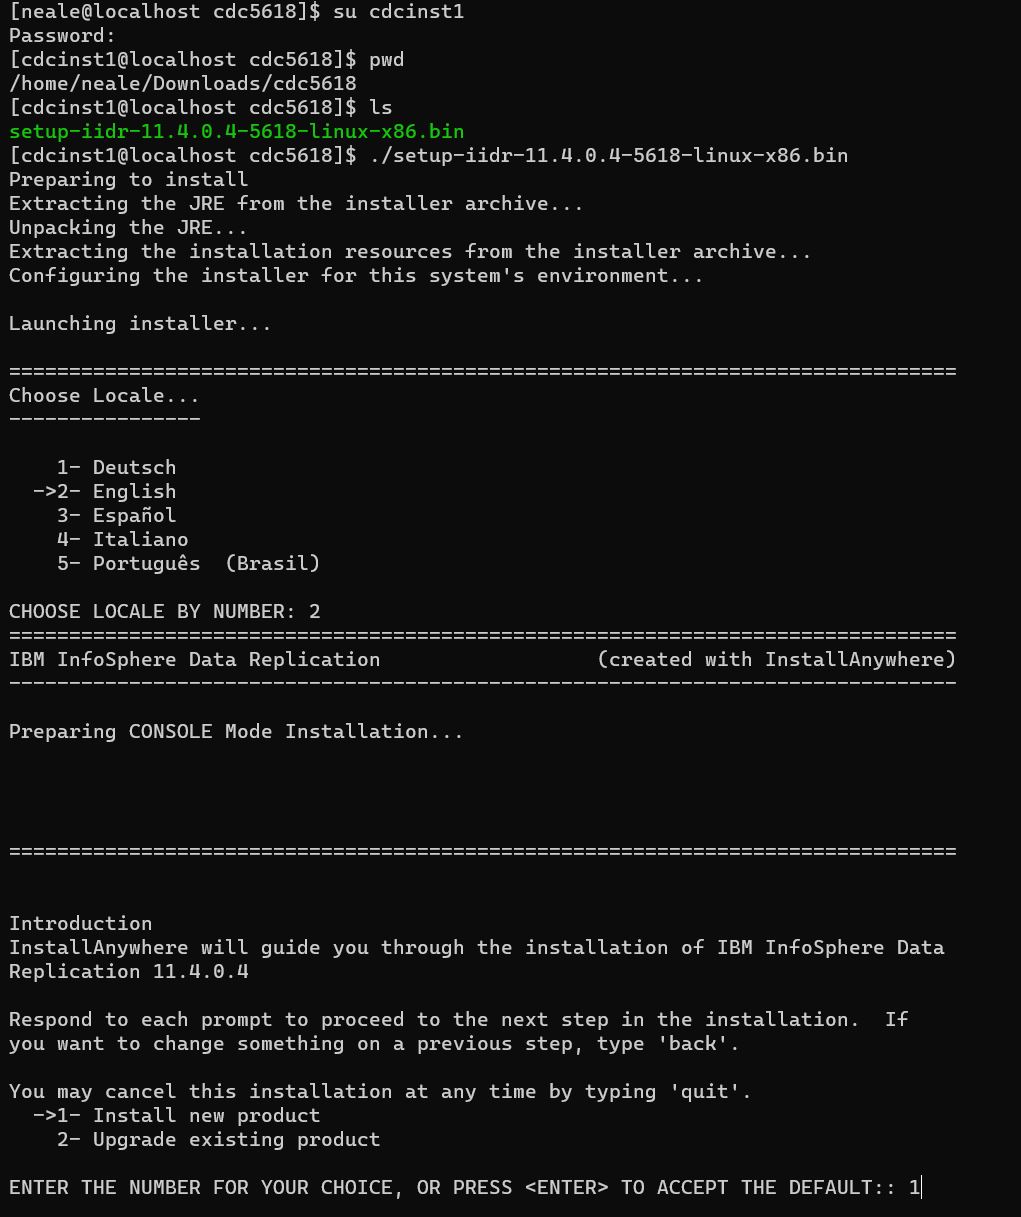 [neale@localhost cdc5618]$ su cdcinst1
Password:
[cdcinst1@localhost cdc5618]$ pwd
/home/neale/Downloads/cdc5618
[cdcinst1@localhost cdc5618]$ ls
setup-iidr-11.4.0.4-5618-linux-x86.bin
[cdcinst1@localhost cdc5618]$ ./setup-iidr-11.4.0.4-5618-linux-x86.bin
Preparing to install
Extracting the JRE from the installer archive...
Unpacking the JRE...
Extracting the installation resources from the installer archive...
Configuring the installer for this system's environment...

Launching installer...

===============================================================================
Choose Locale...
----------------

    1- Deutsch
  ->2- English
    3- Español
    4- Italiano
    5- Português  (Brasil)

CHOOSE LOCALE BY NUMBER: 2
===============================================================================
IBM InfoSphere Data Replication                  (created with InstallAnywhere)
-------------------------------------------------------------------------------

Preparing CONSOLE Mode Installation...

===============================================================================

Introduction
InstallAnywhere will guide you through the installation of IBM InfoSphere Data
Replication 11.4.0.4

Respond to each prompt to proceed to the next step in the installation.  If
you want to change something on a previous step, type 'back'.

You may cancel this installation at any time by typing 'quit'.
  ->1- Install new product
    2- Upgrade existing product

ENTER THE NUMBER FOR YOUR CHOICE, OR PRESS <ENTER> TO ACCEPT THE DEFAULT:: 1